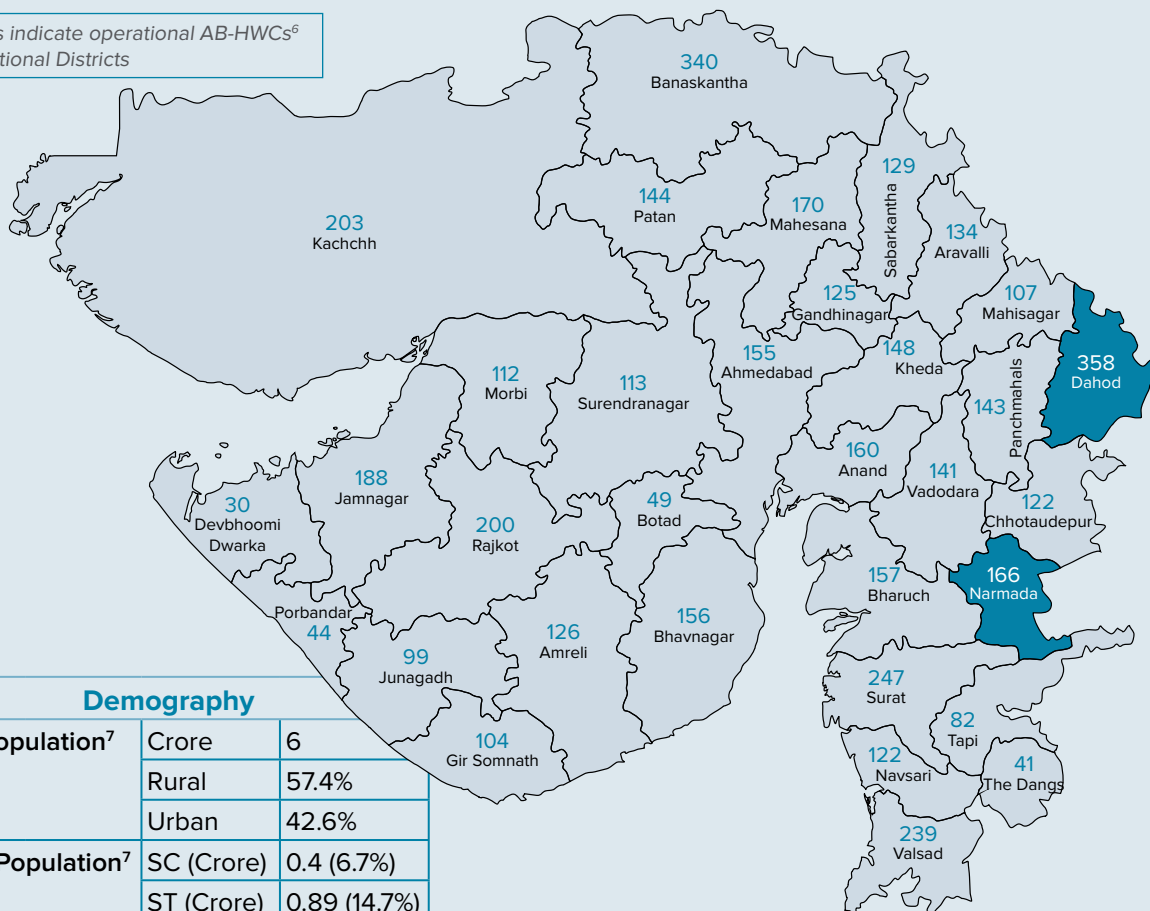 indicate operational AB-HWCs⁶
Districts
340
Banaskantha
129
Sabarkantha
144
Patan
170
Mahesana
203
Kachchh
134
Aravalli
125
Gandhinagar
107
Mahisagar
155
Ahmedabad
148
Kheda
358
Dahod
112
Morbi
113
Surendranagar
143
Panchmahals
160
Anand
141
Vadodara
188
Jamnagar
30
Devbhoomi
Dwarka
200
Rajkot
49
Botad
122
Chhotaudepur
157
Bharuch
166
Narmada
Porbandar
44
99
Junagadh
126
Amreli
156
Bhavnagar
247
Surat
82
Tapi
104
Gir Somnath
122
Navsari
41
The Dangs
239
Valsad
Demography
opulation⁷ Crore 6
Rural 57.4%
Urban 42.6%
Population⁷ SC (Crore) 0.4 (6.7%)
ST (Crore) 0.89 (14.7%)